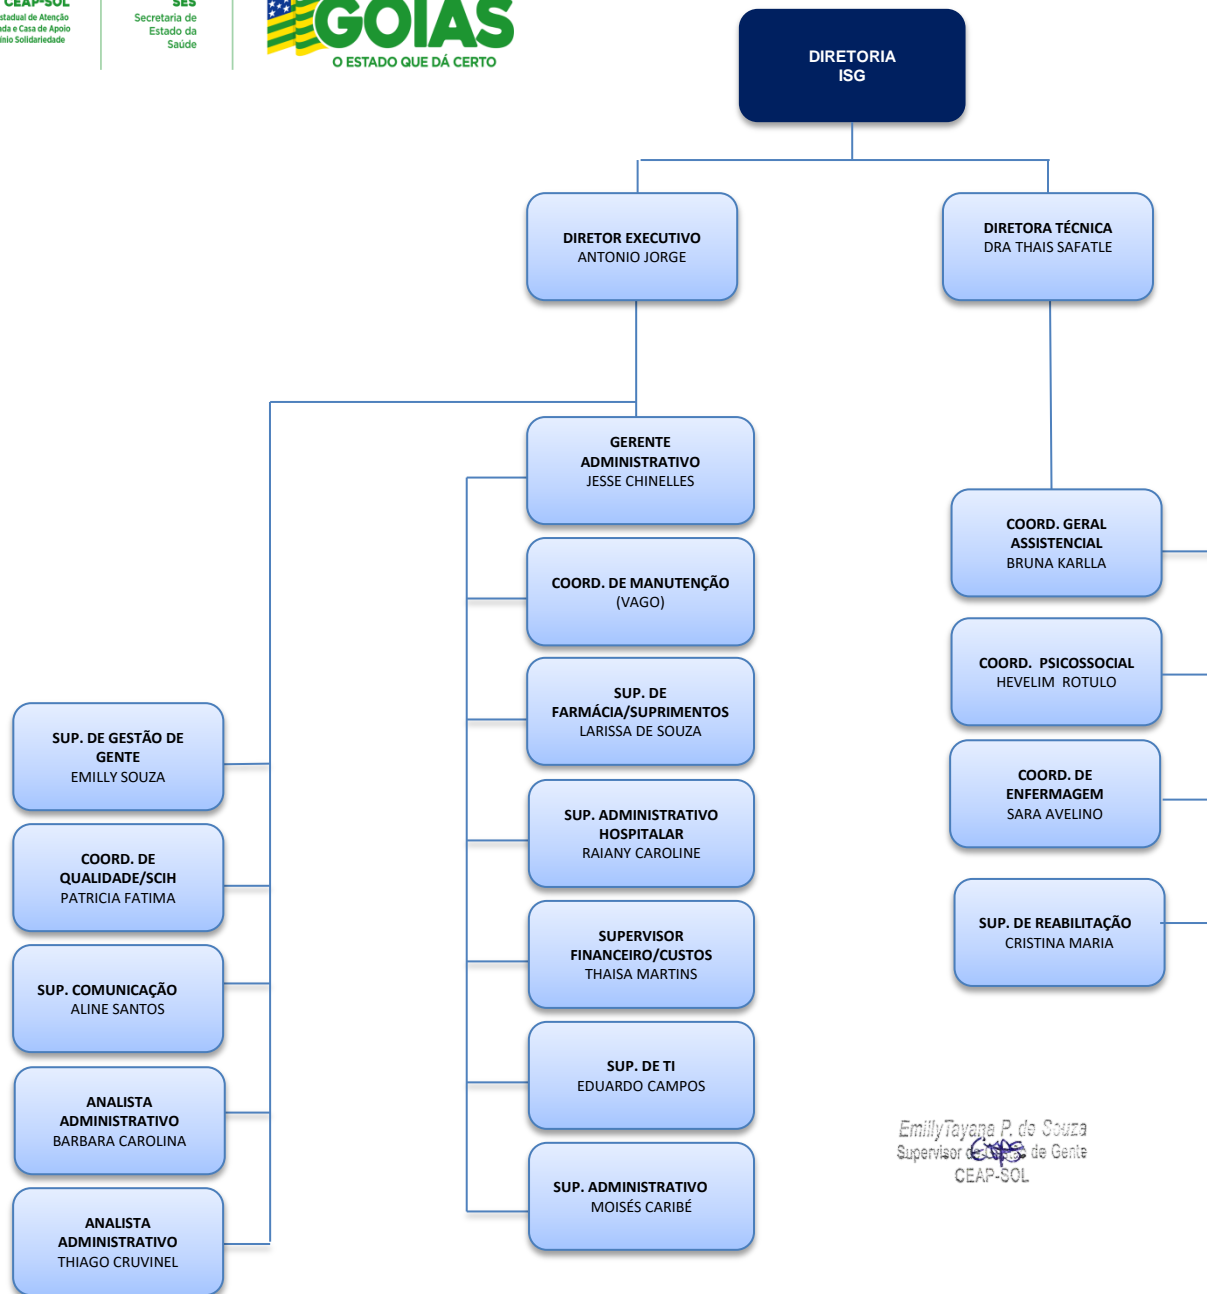 CEAP-SOL
stadual de Atenção
ada e Casa de Apoio
ínio Solidariedade
SES
Secretaria de
Estado da
Saúde
GOIÁS
O ESTADO QUE DÁ CERTO
DIRETORIA
ISG
DIRETOR EXECUTIVO
ANTONIO JORGE
DIRETORA TÉCNICA
DRA THAIS SAFATLE
GERENTE
ADMINISTRATIVO
JESSE CHINELLES
COORD. DE MANUTENÇÃO
(VAGO)
SUP. DE
FARMÁCIA/SUPRIMENTOS
LARISSA DE SOUZA
SUP. ADMINISTRATIVO
HOSPITALAR
RAIANY CAROLINE
SUPERVISOR
FINANCEIRO/CUSTOS
THAISA MARTINS
SUP. DE TI
EDUARDO CAMPOS
SUP. ADMINISTRATIVO
MOISÉS CARIBÉ
SUP. DE GESTÃO DE
GENTE
EMILLY SOUZA
COORD. DE
QUALIDADE/SCIH
PATRICIA FATIMA
SUP. COMUNICAÇÃO
ALINE SANTOS
ANALISTA
ADMINISTRATIVO
BARBARA CAROLINA
ANALISTA
ADMINISTRATIVO
THIAGO CRUVINEL
COORD. GERAL
ASSISTENCIAL
BRUNA KARLLA
COORD. PSICOSSOCIAL
HEVELIM ROTULO
COORD. DE
ENFERMAGEM
SARA AVELINO
SUP. DE REABILITAÇÃO
CRISTINA MARIA
Emilly Tayana P. de Souza
Supervisor de Gente
CEAP-SOL